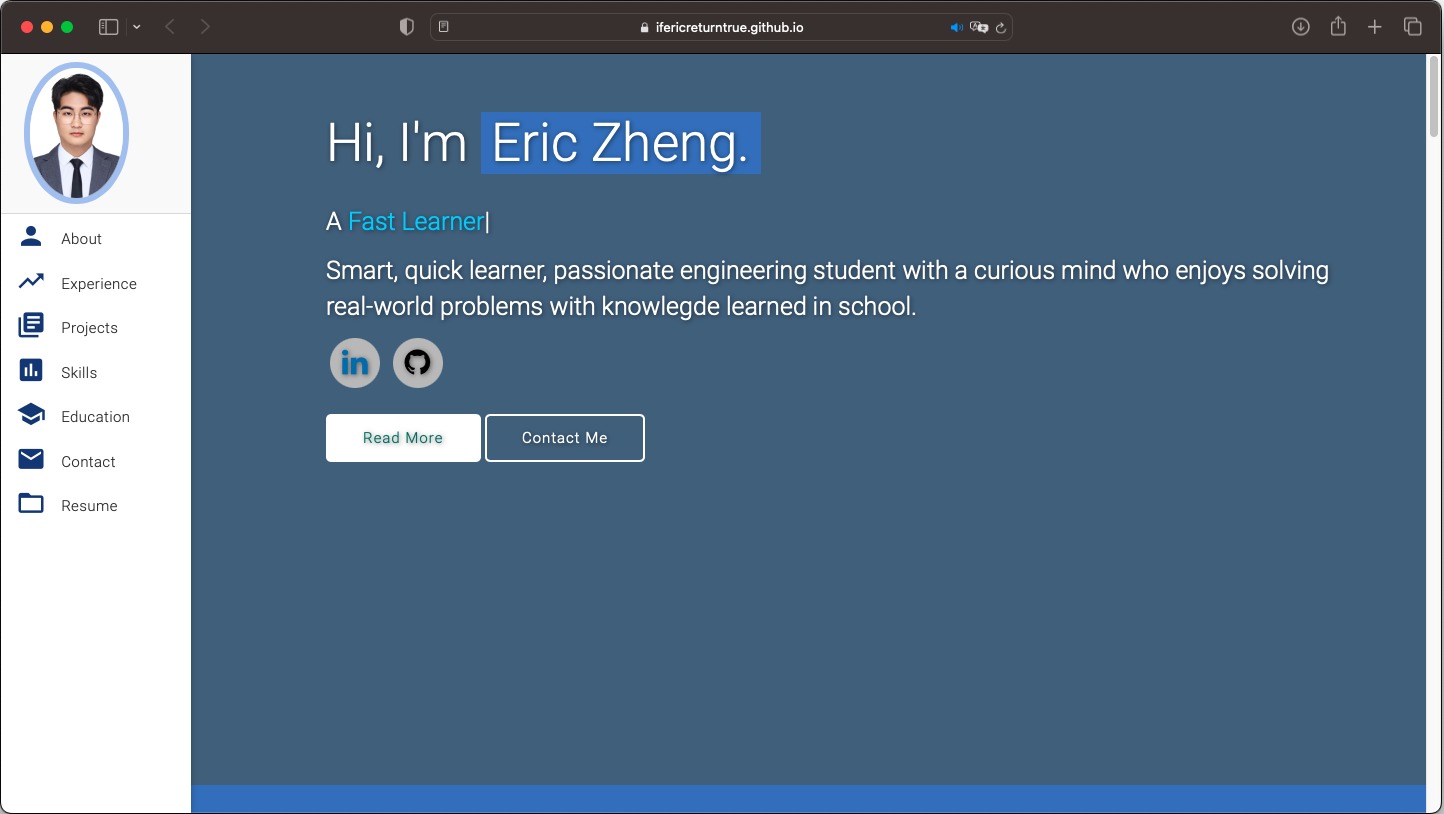 ifericreturntrue.github.io
About
Experience
Projects
Skills
Education
Contact
Resume
Hi, I'm Eric Zheng.
A Fast Learner|
Smart, quick learner, passionate engineering student with a curious mind who enjoys solving
real-world problems with knowlegde learned in school.
in
Read More
Contact Me